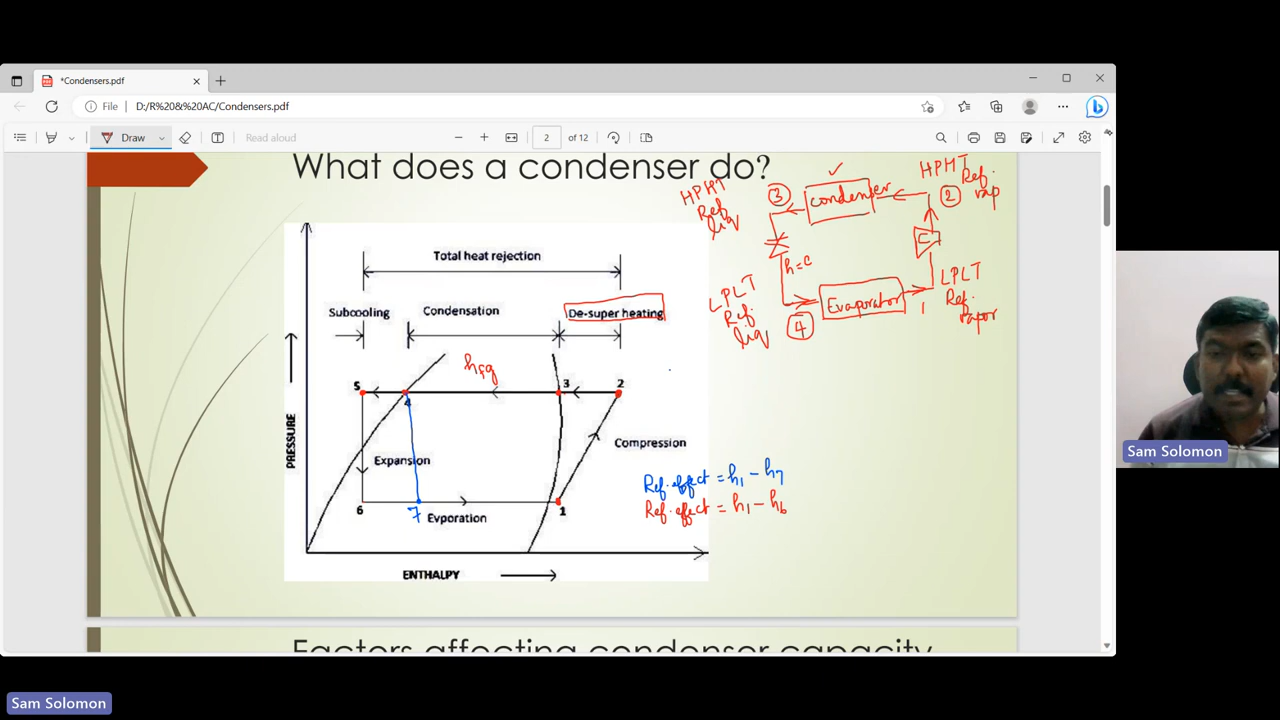 *Condensers.pdf
File
D:/R%20&%20AC/Condensers.pdf
Draw
Read aloud
2
of 12
What does a condenser do?
Total heat rejection
Subcooling
Condensation
De-super heating
hfg
5
4
3
2
PRESSURE
Expansion
Compression
6
7
Evporation
1
ENTHALPY
Ref. effect = h1 - h7
Ref. effect = h1 - h6
HPHT
Ref.
vap
2
condenser
3
HPHT
Ref
liq
C
h=C
LPLT
Ref.
liq
4
Evaporator
1
LPLT
Ref.
vapor
Factors affecting condenser capacity
Sam Solomon
Sam Solomon